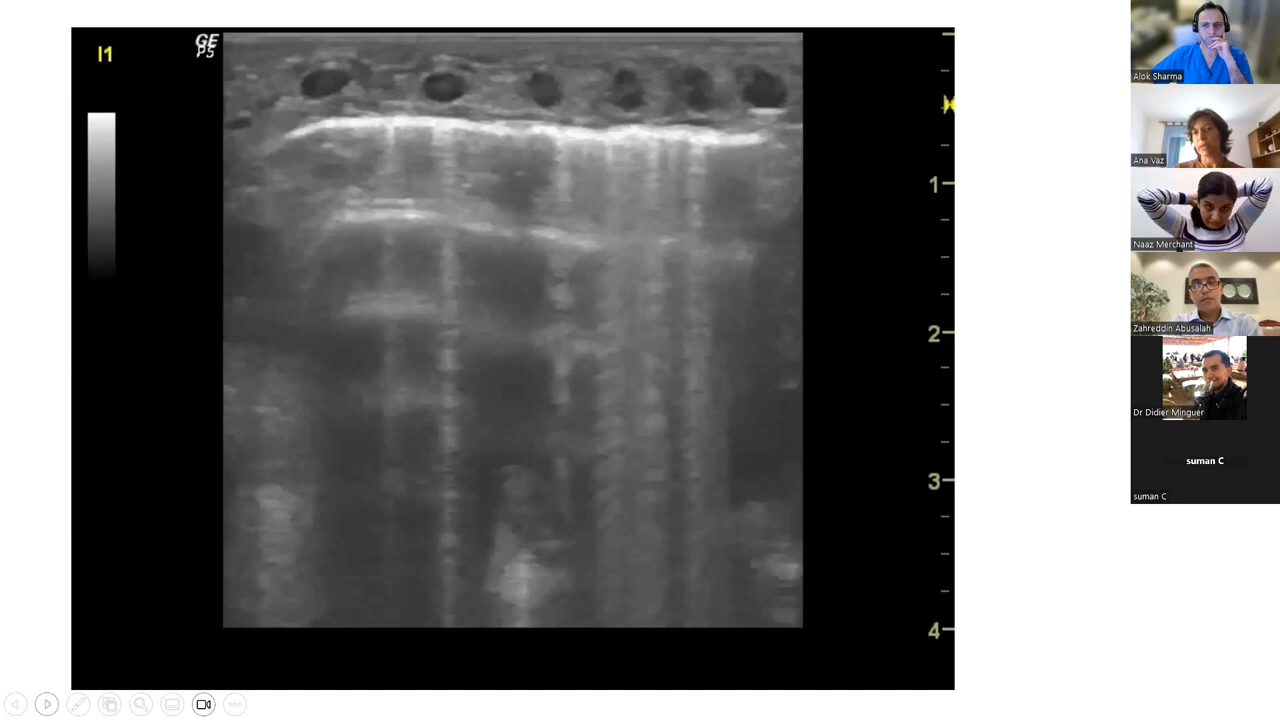 I1
GE
P5
1
2
3
4
Alok Sharma
Ana Vaz
Naaz Merchant
Zahreddin Abusalah
Dr Didier Minguer
suman C
suman C